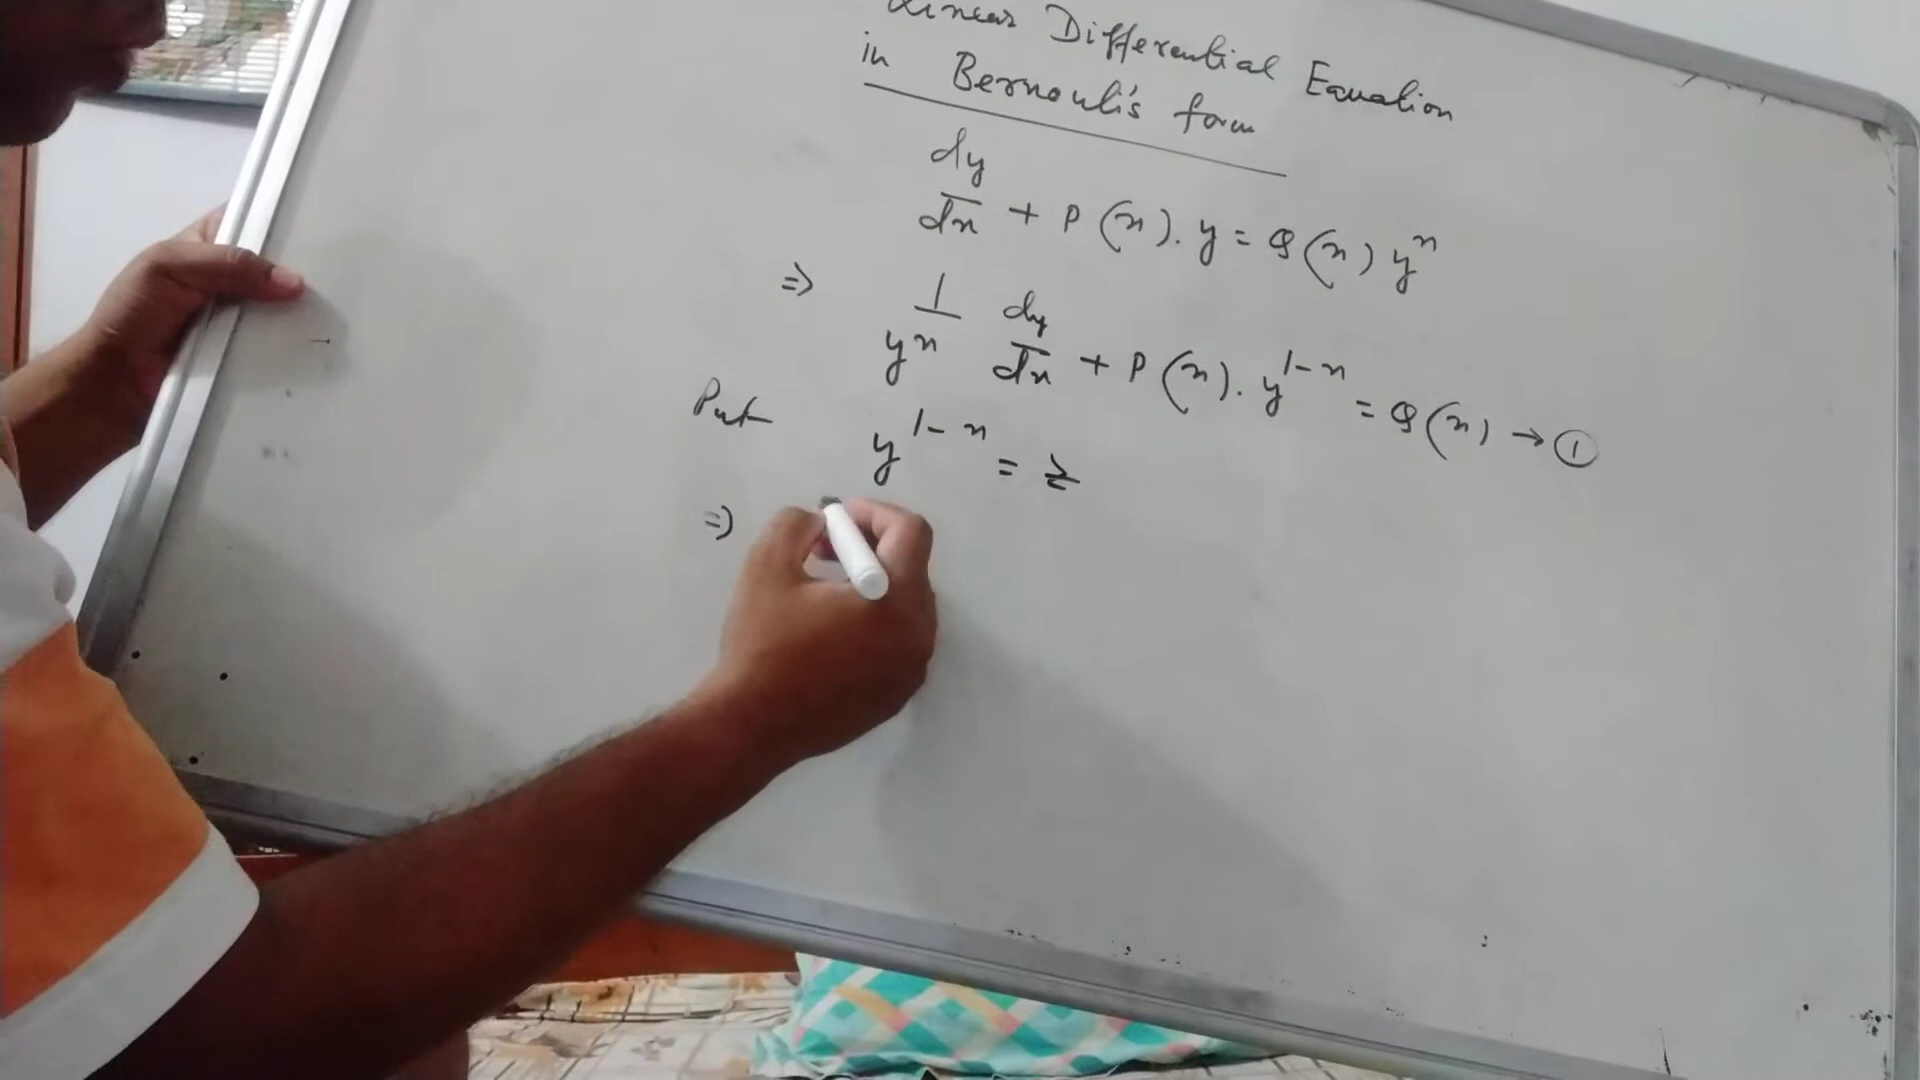 Linear Differential Equation
in Bernouli's form
dy/dx + P(x). y = Q(x) y^n
=> 1/y^n dy/dx + P(x). y^1-n = Q(x) → ①
Put y^1-n = z
=>